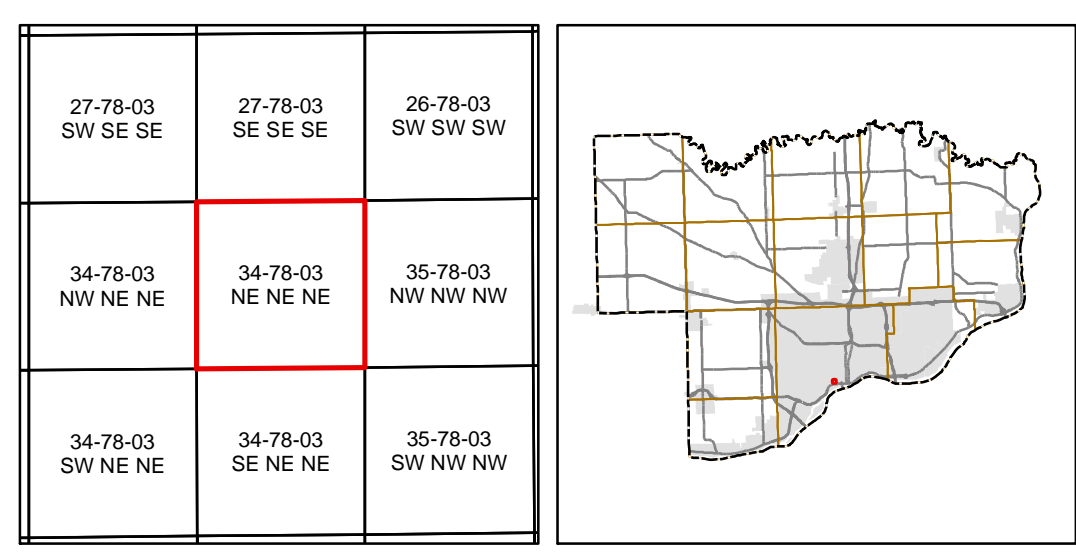 27-78-03
SW SE SE
27-78-03
SE SE SE
26-78-03
SW SW SW
34-78-03
NW NE NE
34-78-03
NE NE NE
35-78-03
NW NW NW
34-78-03
SW NE NE
34-78-03
SE NE NE
35-78-03
SW NW NW